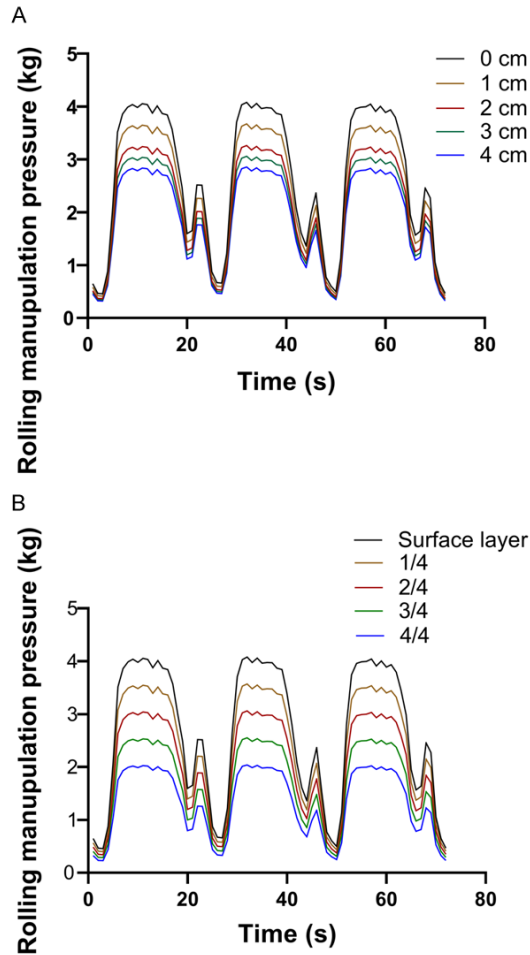 A
Rolling manupulation pressure (kg)
5
4
3
2
1
0
0 20 40 60 80
Time (s)
0 cm
1 cm
2 cm
3 cm
4 cm
B
Rolling manupulation pressure (kg)
5
4
3
2
1
0
0 20 40 60 80
Time (s)
Surface layer
1/4
2/4
3/4
4/4